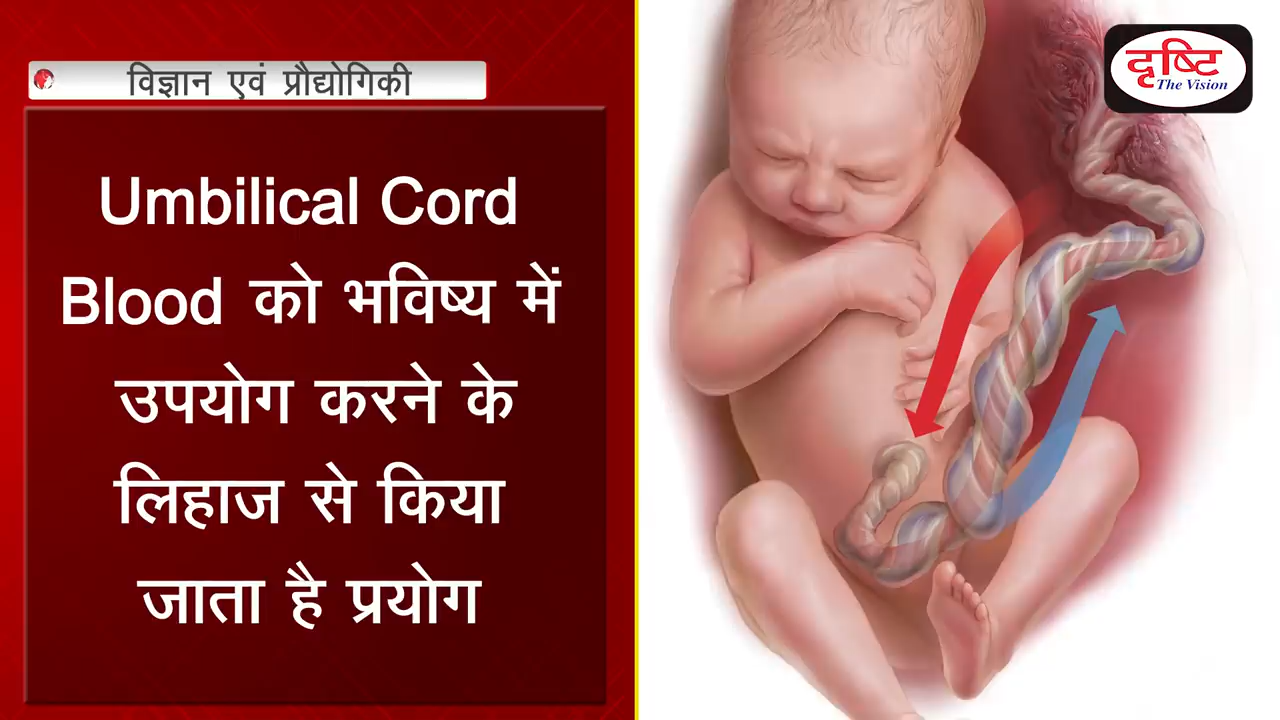 विज्ञान एवं प्रौद्योगिकी
Umbilical Cord
Blood को भविष्य में
उपयोग करने के
लिहाज से किया
जाता है प्रयोग
दृष्टि
The Vision